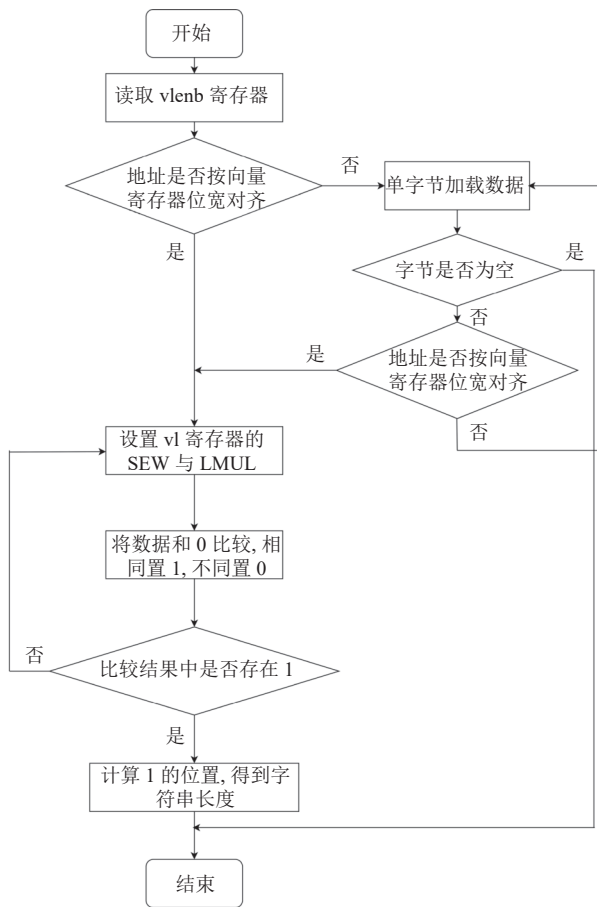 开始
读取 vlenb 寄存器
地址是否按向量
寄存器位宽对齐
否
单字节加载数据
是
字节是否为空
是
否
是
地址是否按向量
寄存器位宽对齐
否
设置 vl 寄存器的
SEW 与 LMUL
将数据和 0 比较, 相
同置 1, 不同置 0
否
比较结果中是否存在 1
是
计算 1 的位置, 得到字
符串长度
结束